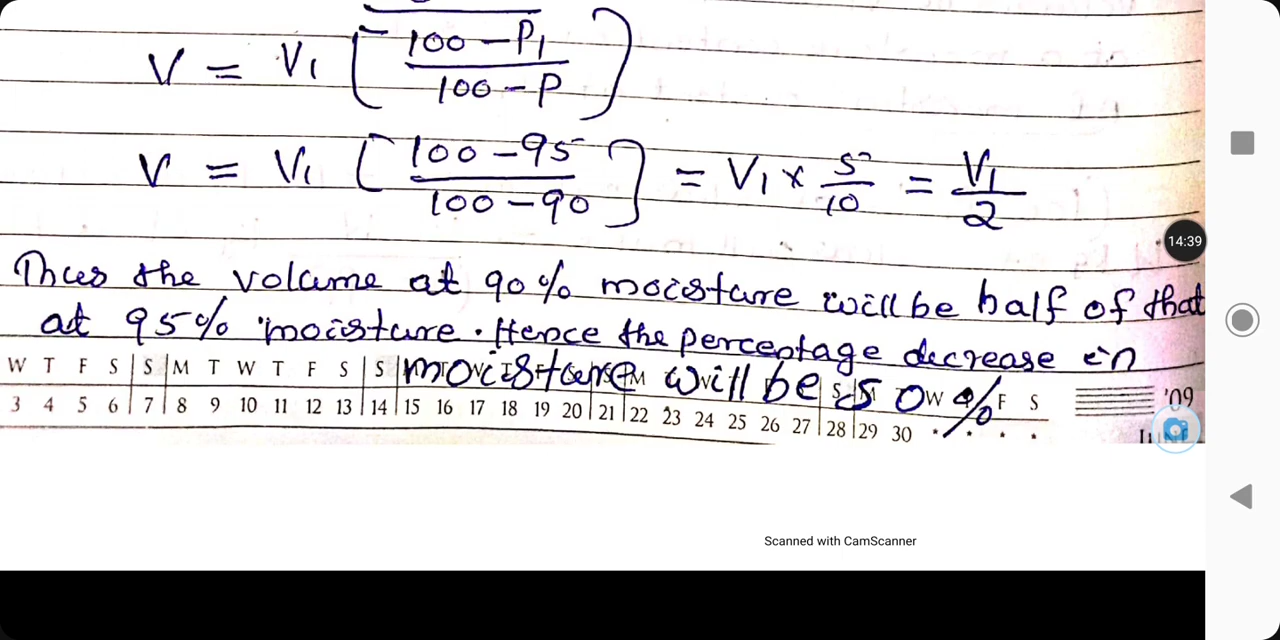 V = V1 [ 100 - P1 / 100 - P ]
V = V1 [ 100 - 95 / 100 - 90 ] = V1 x 5 / 10 = V1 / 2
14:39
Thus the volume at 90% moisture will be half of that
at 95% moisture. Hence the percentage decrease in
moisture will be 50%
W T F S S M T W T F S S M W F S
3 4 5 6 7 8 9 10 11 12 13 14 15 16 17 18 19 20 21 22 23 24 25 26 27 28 29 30 • • • •
'09
Scanned with CamScanner